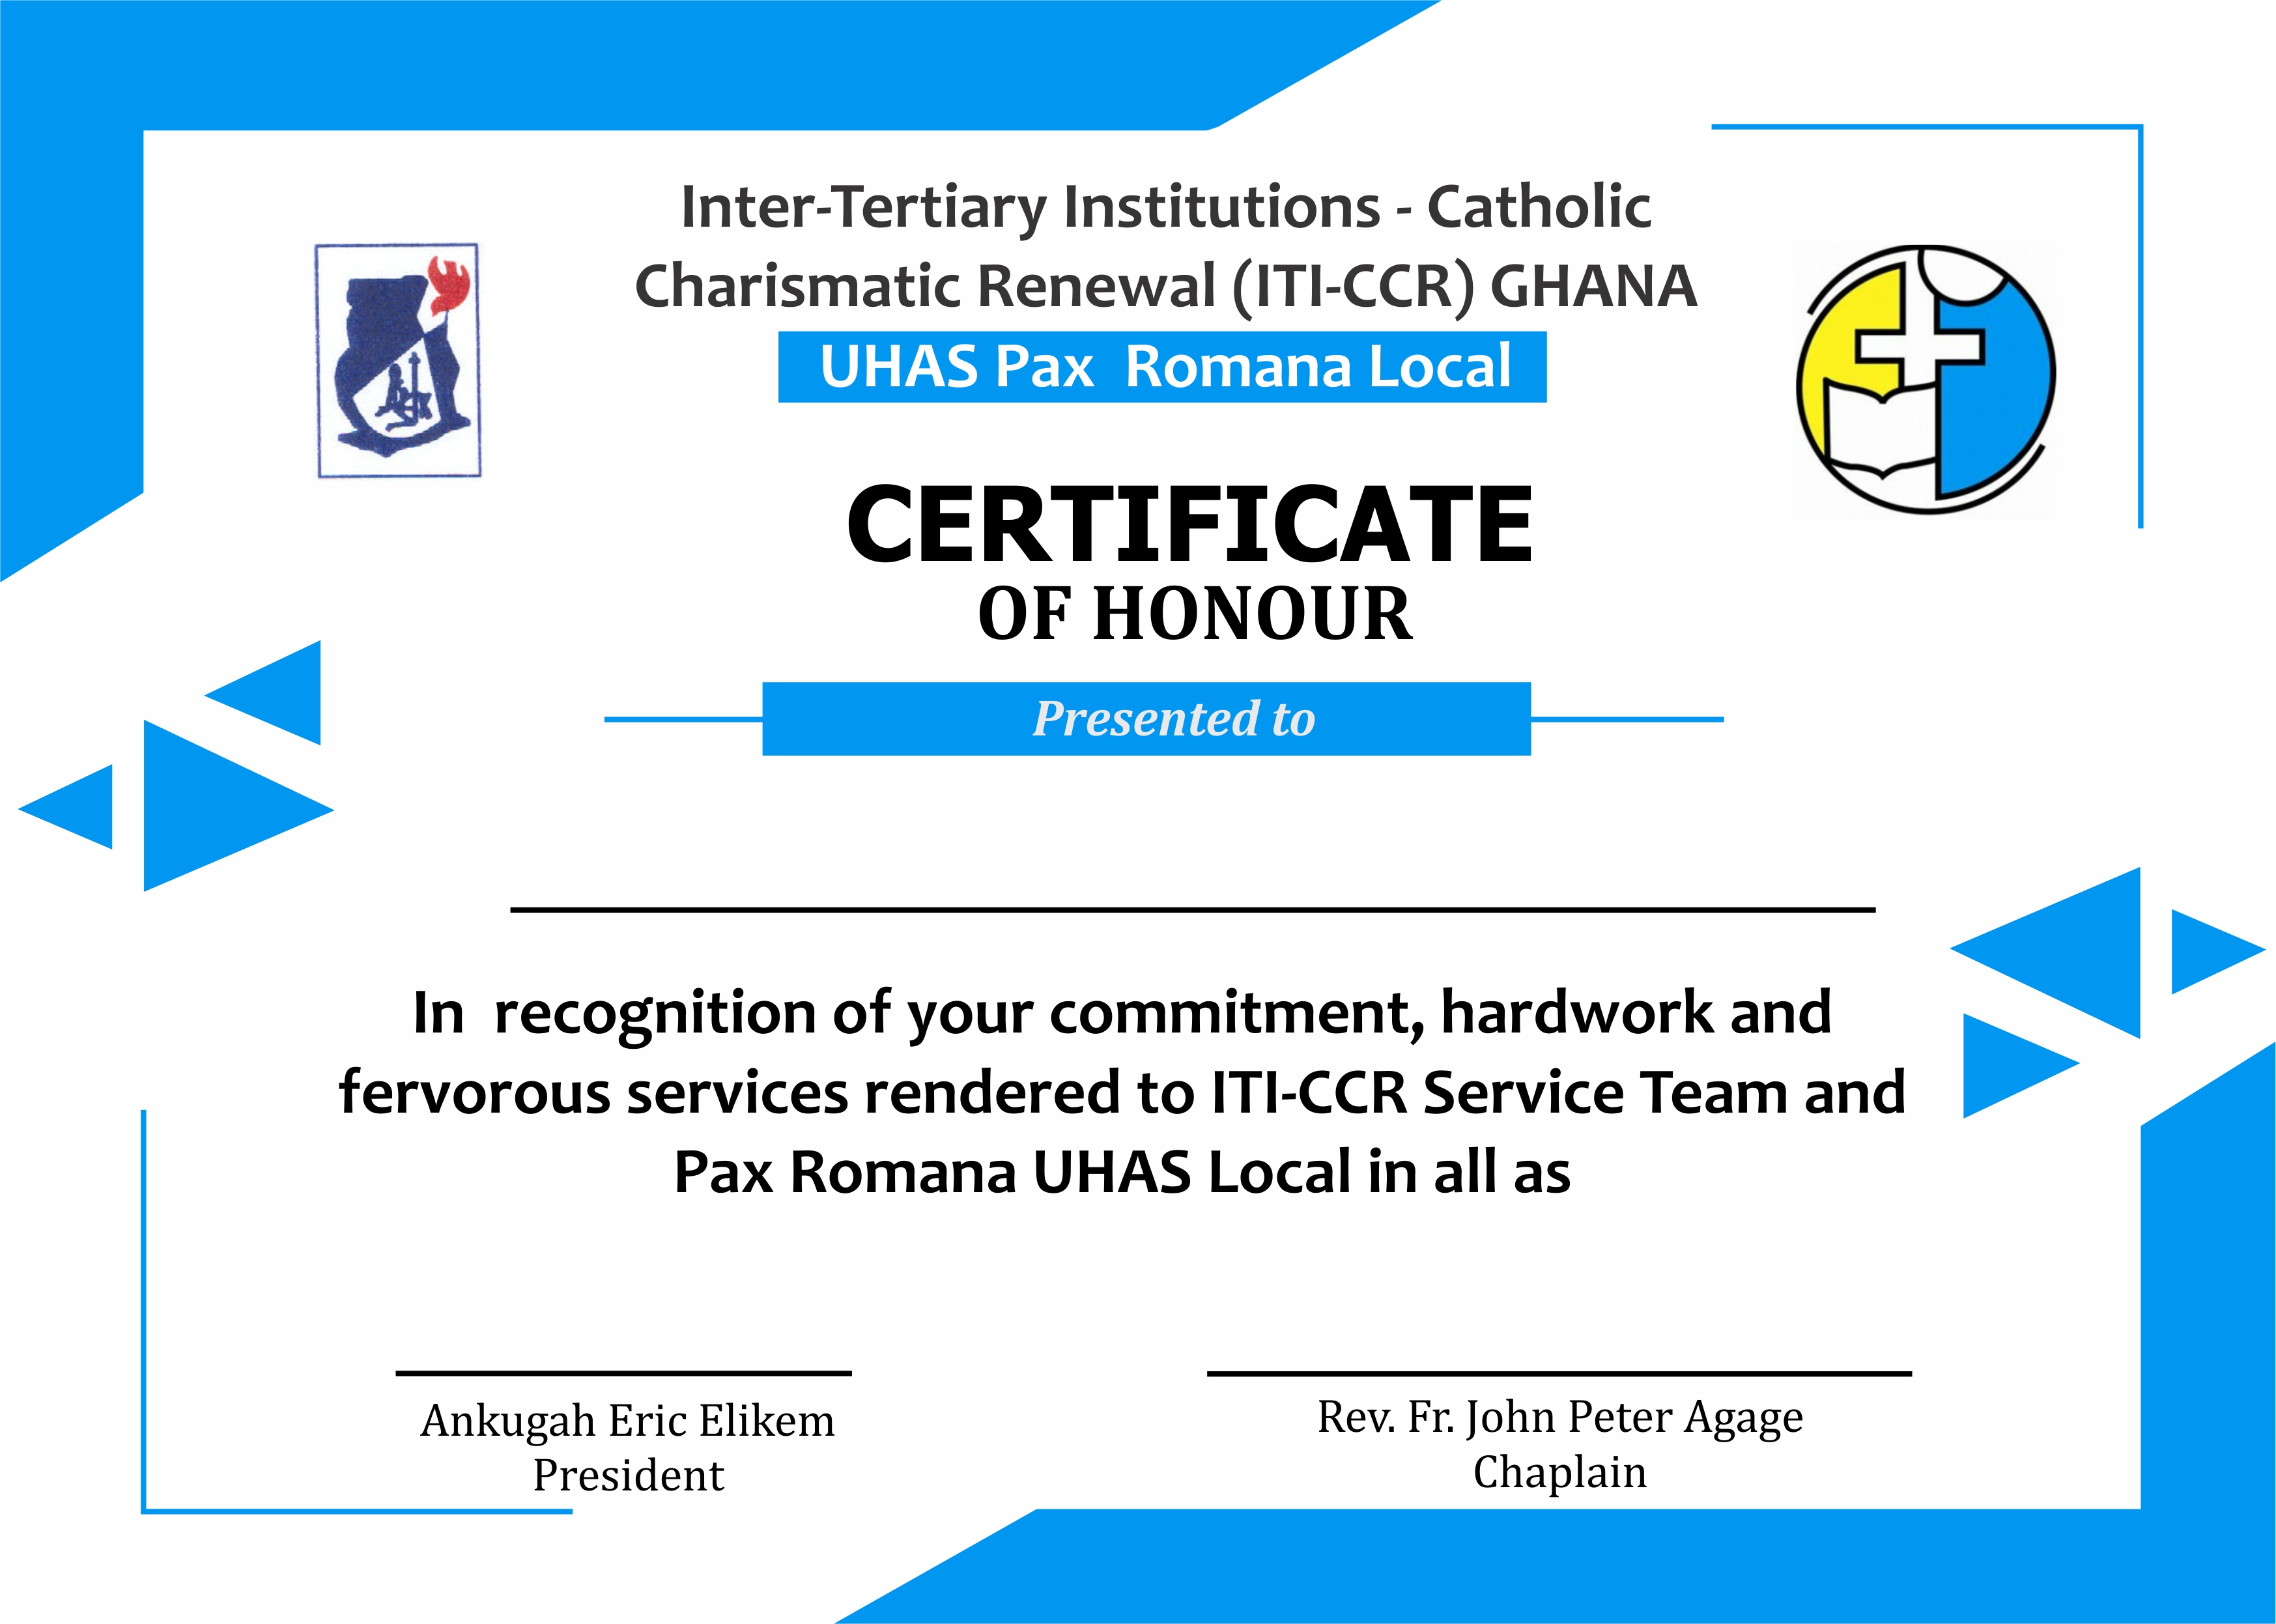 Inter-Tertiary Institutions - Catholic
Charismatic Renewal (ITI-CCR) GHANA
UHAS Pax Romana Local
CERTIFICATE
OF HONOUR
Presented to
In recognition of your commitment, hardwork and
fervorous services rendered to ITI-CCR Service Team and
Pax Romana UHAS Local in all as
Ankugah Eric Elikem
President
Rev. Fr. John Peter Agage
Chaplain